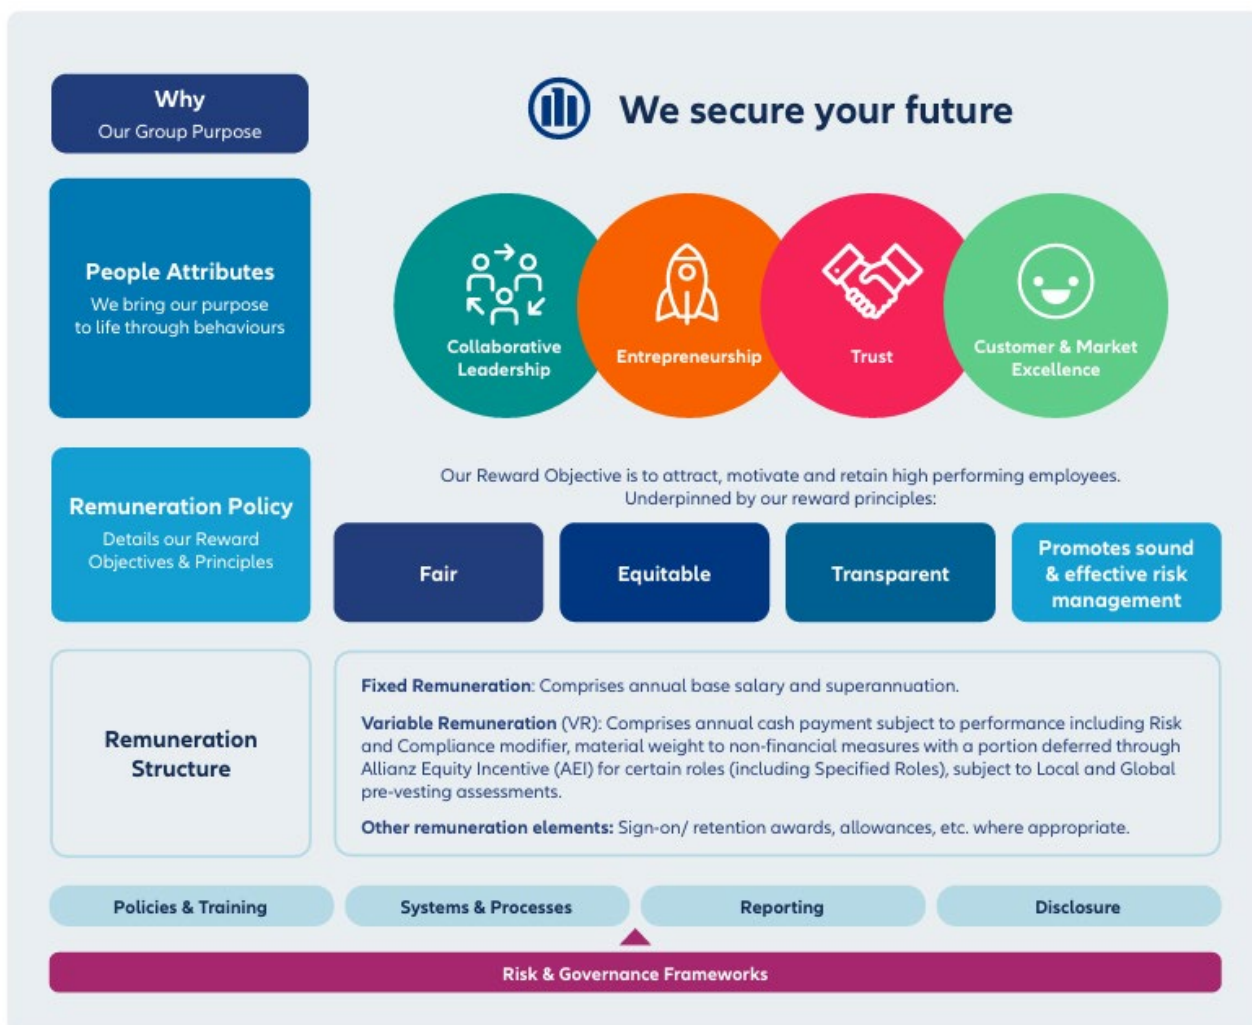 Why
Our Group Purpose
We secure your future
People Attributes
We bring our purpose
to life through behaviours
Collaborative
Leadership
Entrepreneurship
Trust
Customer & Market
Excellence
Remuneration Policy
Details our Reward
Objectives & Principles
Our Reward Objective is to attract, motivate and retain high performing employees.
Underpinned by our reward principles:
Fair
Equitable
Transparent
Promotes sound
& effective risk
management
Remuneration
Structure
Fixed Remuneration: Comprises annual base salary and superannuation.
Variable Remuneration (VR): Comprises annual cash payment subject to performance including Risk
and Compliance modifier, material weight to non-financial measures with a portion deferred through
Allianz Equity Incentive (AEI) for certain roles (including Specified Roles), subject to Local and Global
pre-vesting assessments.
Other remuneration elements: Sign-on/ retention awards, allowances, etc. where appropriate.
Policies & Training
Systems & Processes
Reporting
Disclosure
Risk & Governance Frameworks